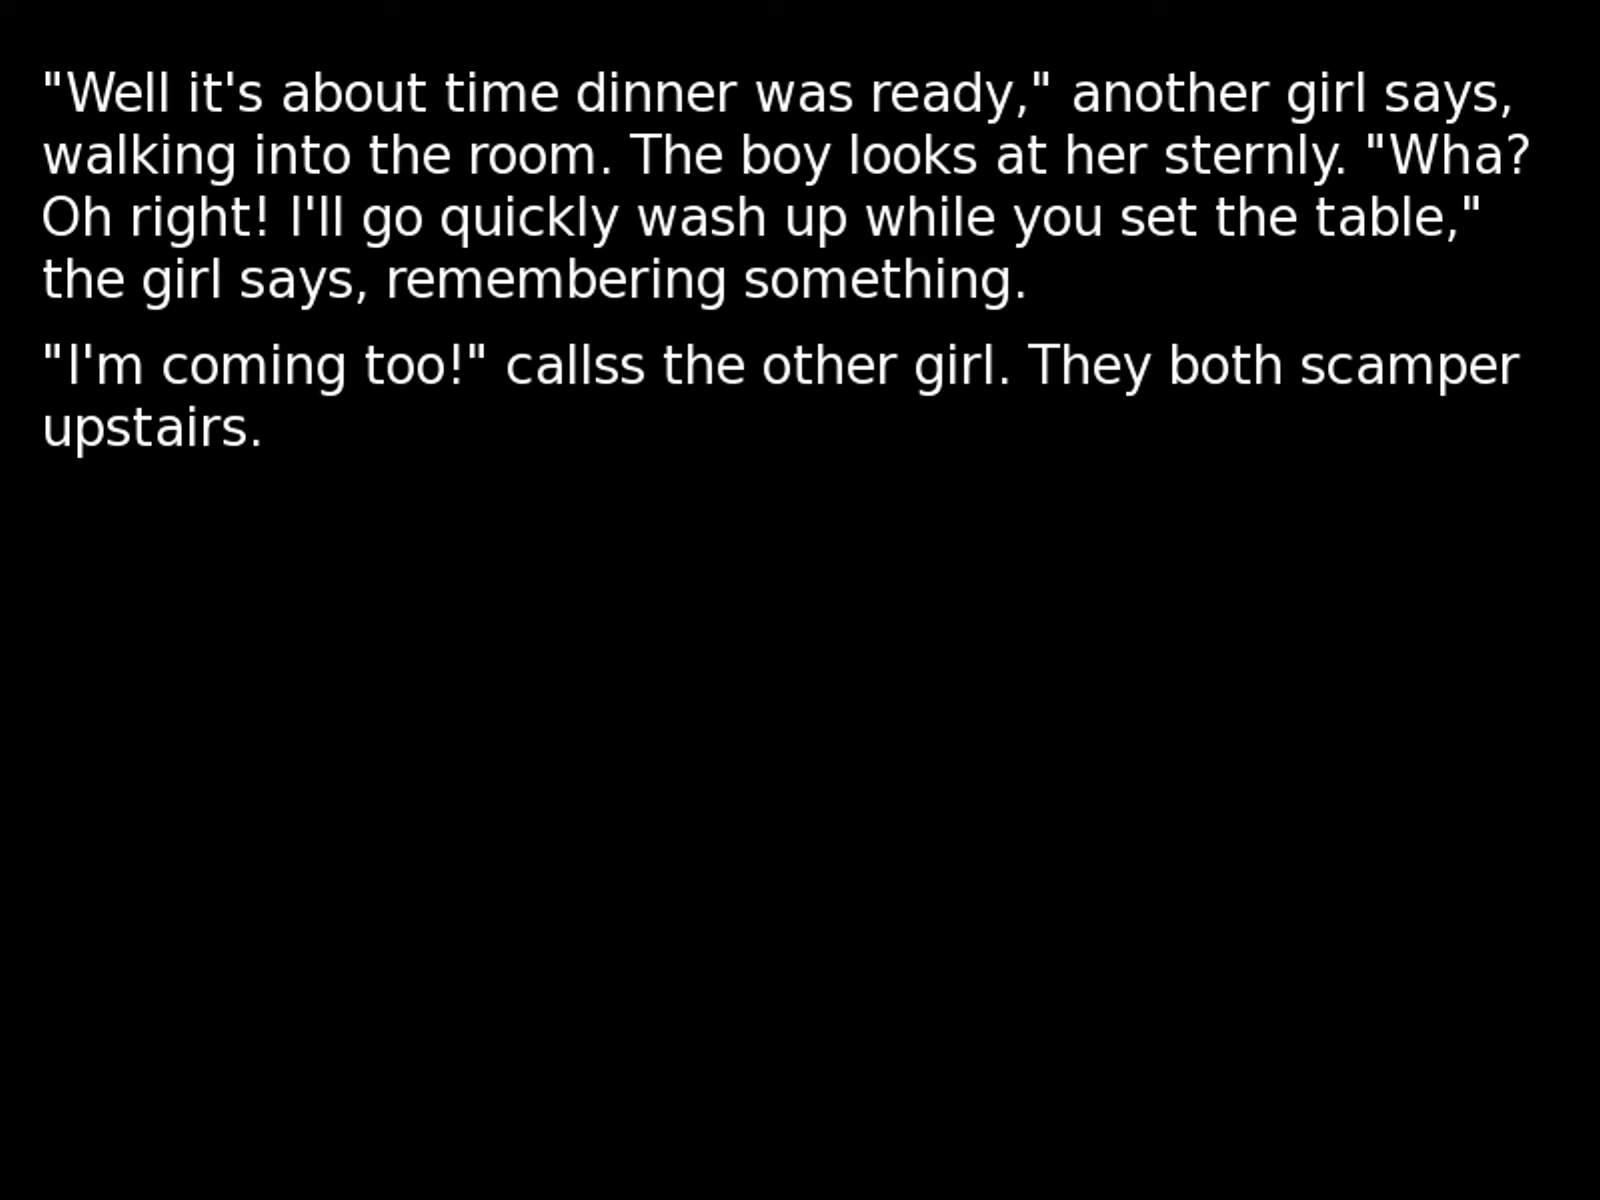 "Well it's about time dinner was ready," another girl says,
walking into the room. The boy looks at her sternly. "Wha?
Oh right! I'll go quickly wash up while you set the table,"
the girl says, remembering something.
"I'm coming too!" callss the other girl. They both scamper
upstairs.